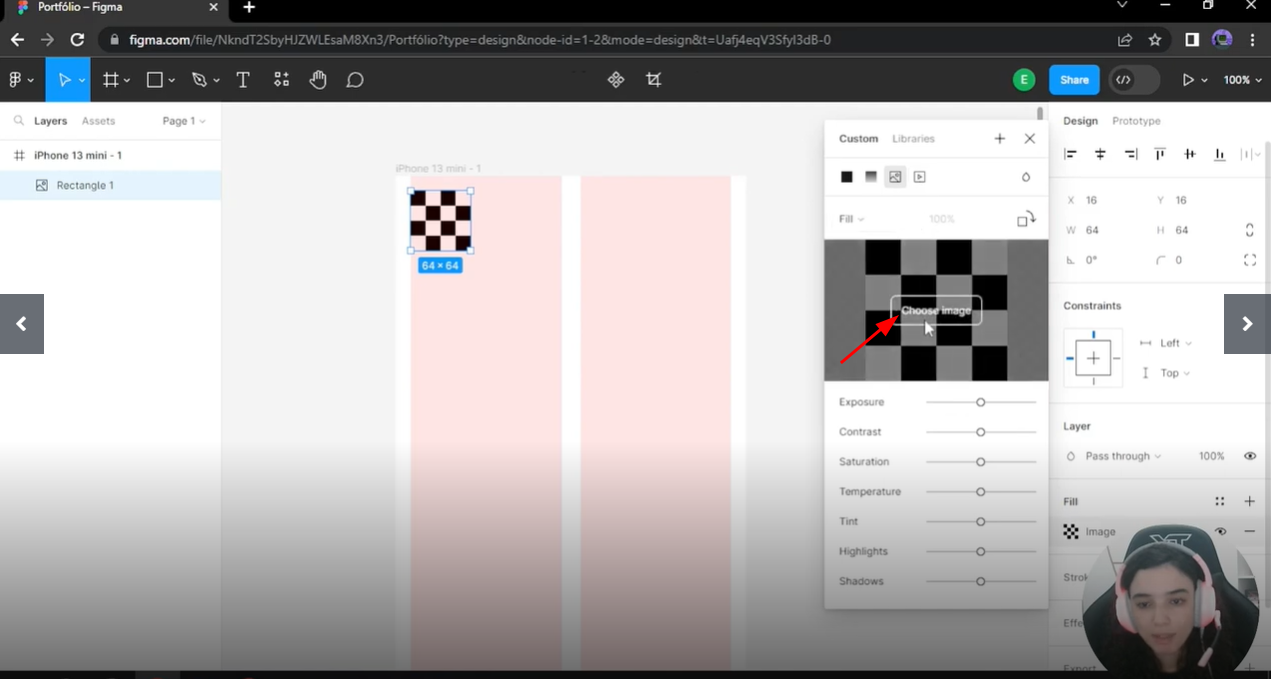 Portfólio – Figma
figma.com/file/NkndT2SbyHJZWLEsaM8Xn3/Portfólio?type=design&node-id=1-2&mode=design&t=Uafj4eqV3SfyI3dB-0
E
Share
100%
Layers
Assets
Page 1
iPhone 13 mini - 1
Rectangle 1
iPhone 13 mini - 1
64 × 64
Custom
Libraries
Fill
100%
Choose image
Exposure
Contrast
Saturation
Temperature
Tint
Highlights
Shadows
Design
Prototype
X 16
Y 16
W 64
H 64
0°
0
Constraints
Left
Top
Layer
Pass through
100%
Fill
Image
Strok
Effe
Export